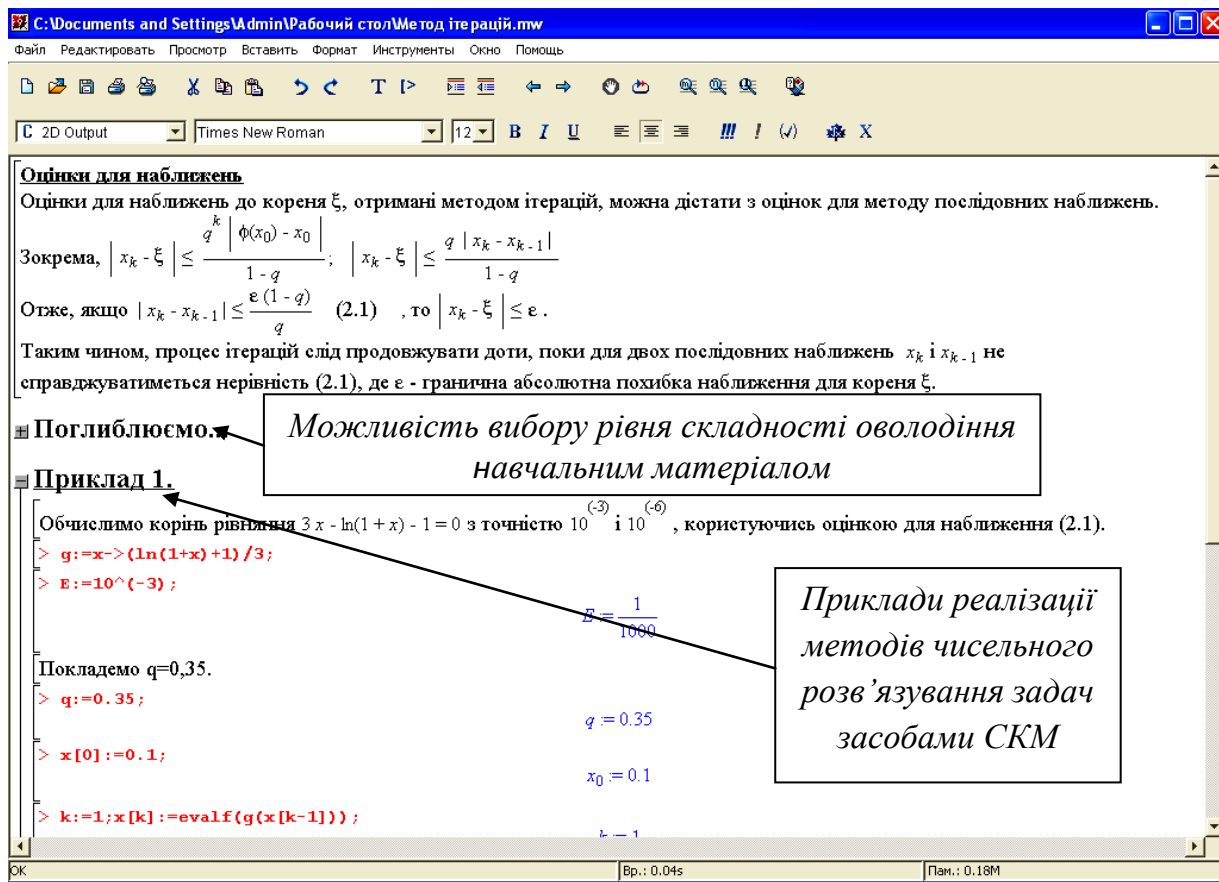 C:\Documents and Settings\Admin\Рабочий стол\Метод ітерацій.mw
Файл Редактировать Просмотр Вставить Формат Инструменты Окно Помощь
C 2D Output Times New Roman 12 B I U !!! !
Оцінки для наближень
Оцінки для наближень до кореня ξ, отримані методом ітерацій, можна дістати з оцінок для методу послідовних наближень.
Зокрема, | x_k - ξ | ≤ q^k | ϕ(x_0) - x_0 | / (1 - q); | x_k - ξ | ≤ q | x_k - x_{k-1} | / (1 - q)
Отже, якщо | x_k - x_{k-1} | ≤ ε (1 - q) / q (2.1) , то | x_k - ξ | ≤ ε .
Таким чином, процес ітерацій слід продовжувати доти, поки для двох послідовних наближень x_k і x_{k-1} не
справджуватиметься нерівність (2.1), де ε - гранична абсолютна похибка наближення для кореня ξ.
Поглиблюємо.
Можливість вибору рівня складності оволодіння
навчальним матеріалом
Приклад 1.
Обчислимо корінь рівняння 3 x - ln(1 + x) - 1 = 0 з точністю 10^(-3) і 10^(-6) , користуючись оцінкою для наближення (2.1).
> g:=x->(ln(1+x)+1)/3;
> E:=10^(-3);
E := 1/1000
Покладемо q=0,35.
> q:=0.35;
q := 0.35
> x[0]:=0.1;
x_0 := 0.1
> k:=1;x[k]:=evalf(g(x[k-1]));
k := 1
Приклади реалізації
методів чисельного
розв’язування задач
засобами СКМ
OK Вр.: 0.04s Пам.: 0.18M